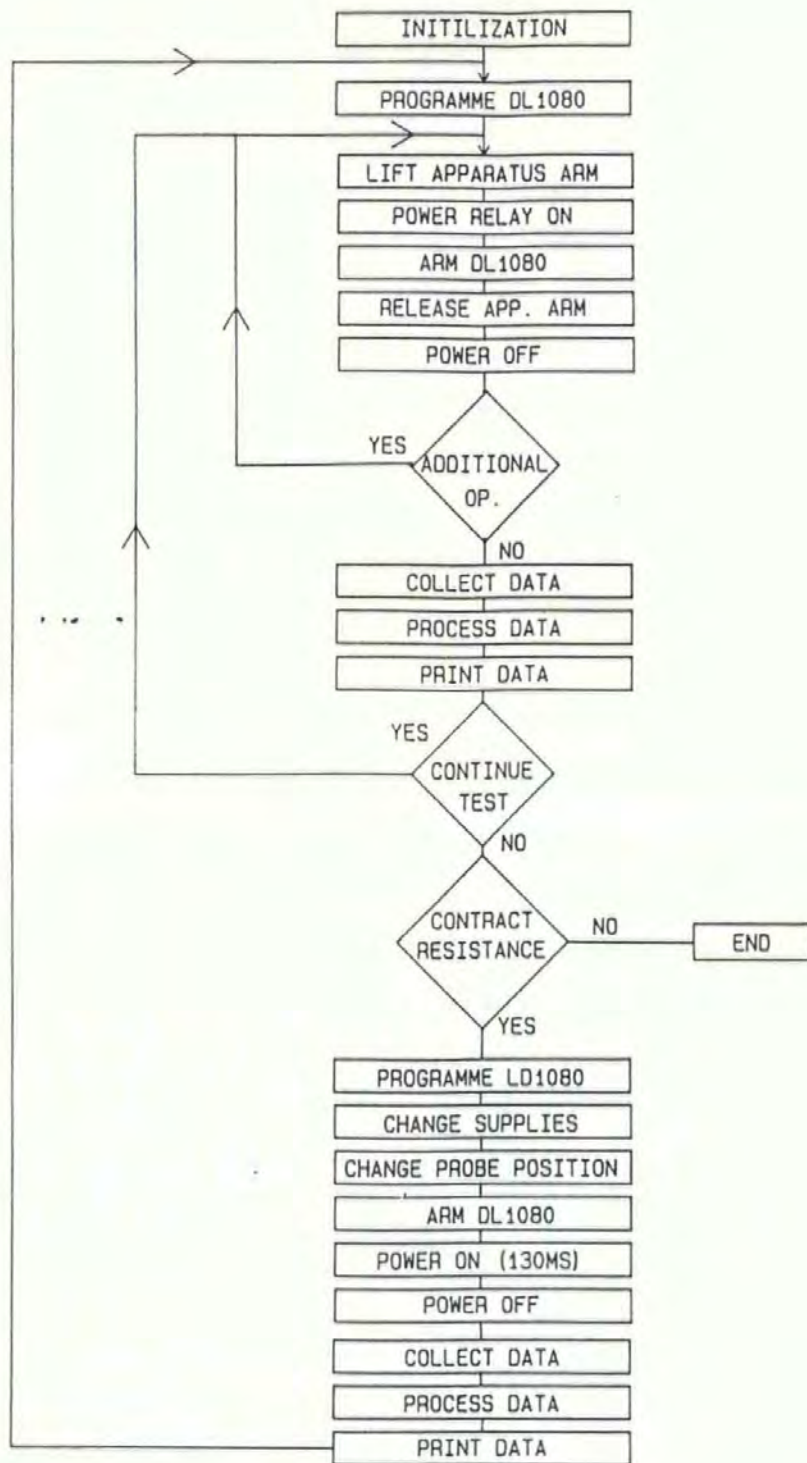 INITILIZATION
PROGRAMME DL1080
LIFT APPARATUS ARM
POWER RELAY ON
ARM DL1080
RELEASE APP. ARM
POWER OFF
YES
ADDITIONAL
OP.
NO
COLLECT DATA
PROCESS DATA
PRINT DATA
YES
CONTINUE
TEST
NO
CONTRACT
RESISTANCE
NO
END
YES
PROGRAMME LD1080
CHANGE SUPPLIES
CHANGE PROBE POSITION
ARM DL1080
POWER ON (130MS)
POWER OFF
COLLECT DATA
PROCESS DATA
PRINT DATA